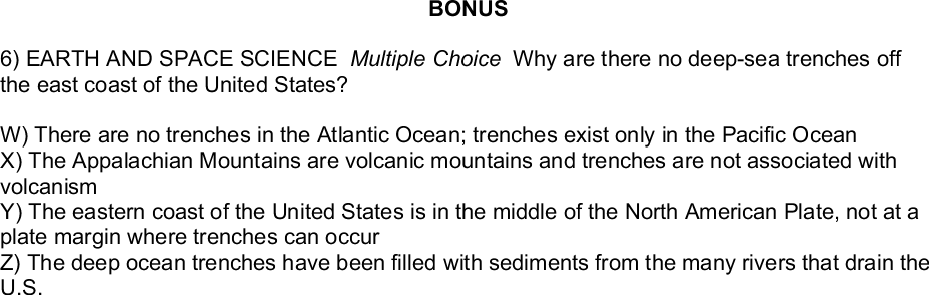 BONUS
6) EARTH AND SPACE SCIENCE Multiple Choice Why are there no deep-sea trenches off
the east coast of the United States?
W) There are no trenches in the Atlantic Ocean; trenches exist only in the Pacific Ocean
X) The Appalachian Mountains are volcanic mountains and trenches are not associated with
volcanism
Y) The eastern coast of the United States is in the middle of the North American Plate, not at a
plate margin where trenches can occur
Z) The deep ocean trenches have been filled with sediments from the many rivers that drain the
U.S.